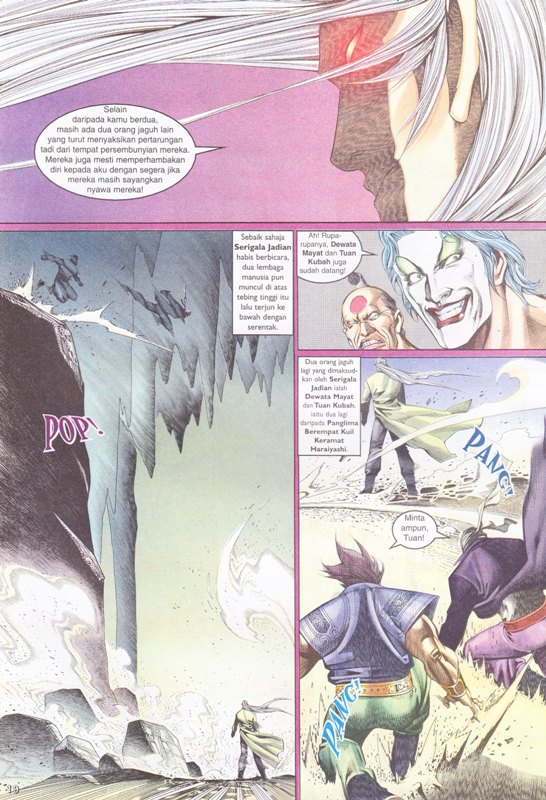 Selain
daripada kamu berdua,
masih ada dua orang jaguh lain
yang turut menyaksikan pertarungan
tadi dari tempat persembunyian mereka.
Mereka juga mesti memperhambakan
diri kepada aku dengan segera jika
mereka masih sayangkan
nyawa mereka!
Sebaik sahaja
Serigala Jadian
habis berbicara,
dua lembaga
manusia pun
muncul di atas
tebing tinggi itu
lalu terjun ke
bawah dengan
serentak.
POP!
Ah! Rupa-
rupanya, Dewata
Mayat dan Tuan
Kubah juga
sudah datang!
Dua orang jaguh
lagi yang dimaksud-
kan oleh Serigala
Jadian ialah
Dewata Mayat
dan Tuan Kubah,
iaitu dua lagi
daripada Panglima
Berempat Kuil
Keramat
Haraiyashi.
PANG!
Minta
ampun,
Tuan!
PANG!
19